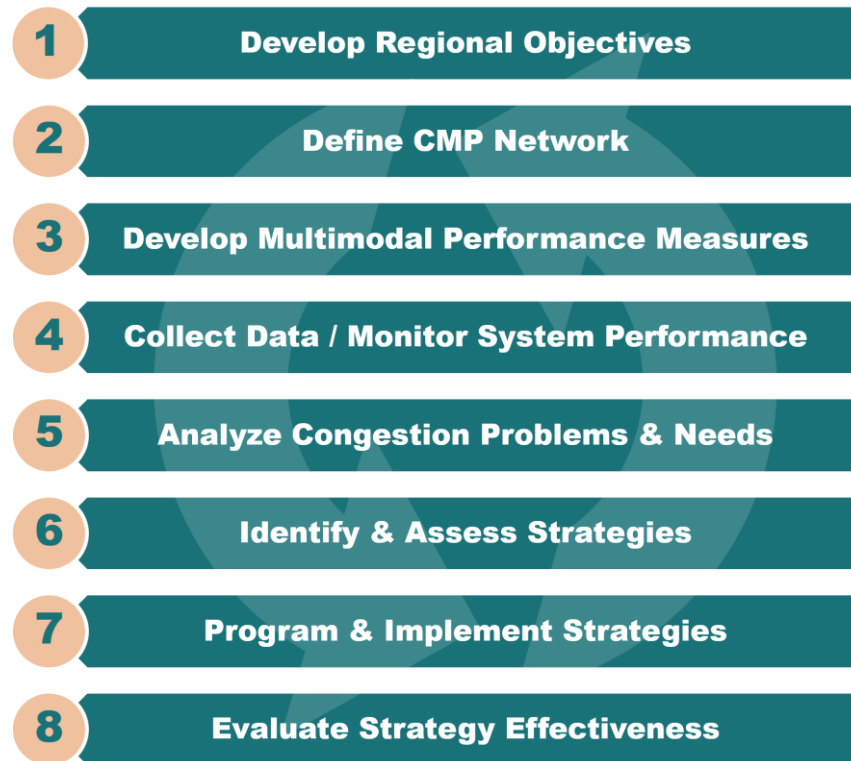 1 Develop Regional Objectives
2 Define CMP Network
3 Develop Multimodal Performance Measures
4 Collect Data / Monitor System Performance
5 Analyze Congestion Problems & Needs
6 Identify & Assess Strategies
7 Program & Implement Strategies
8 Evaluate Strategy Effectiveness